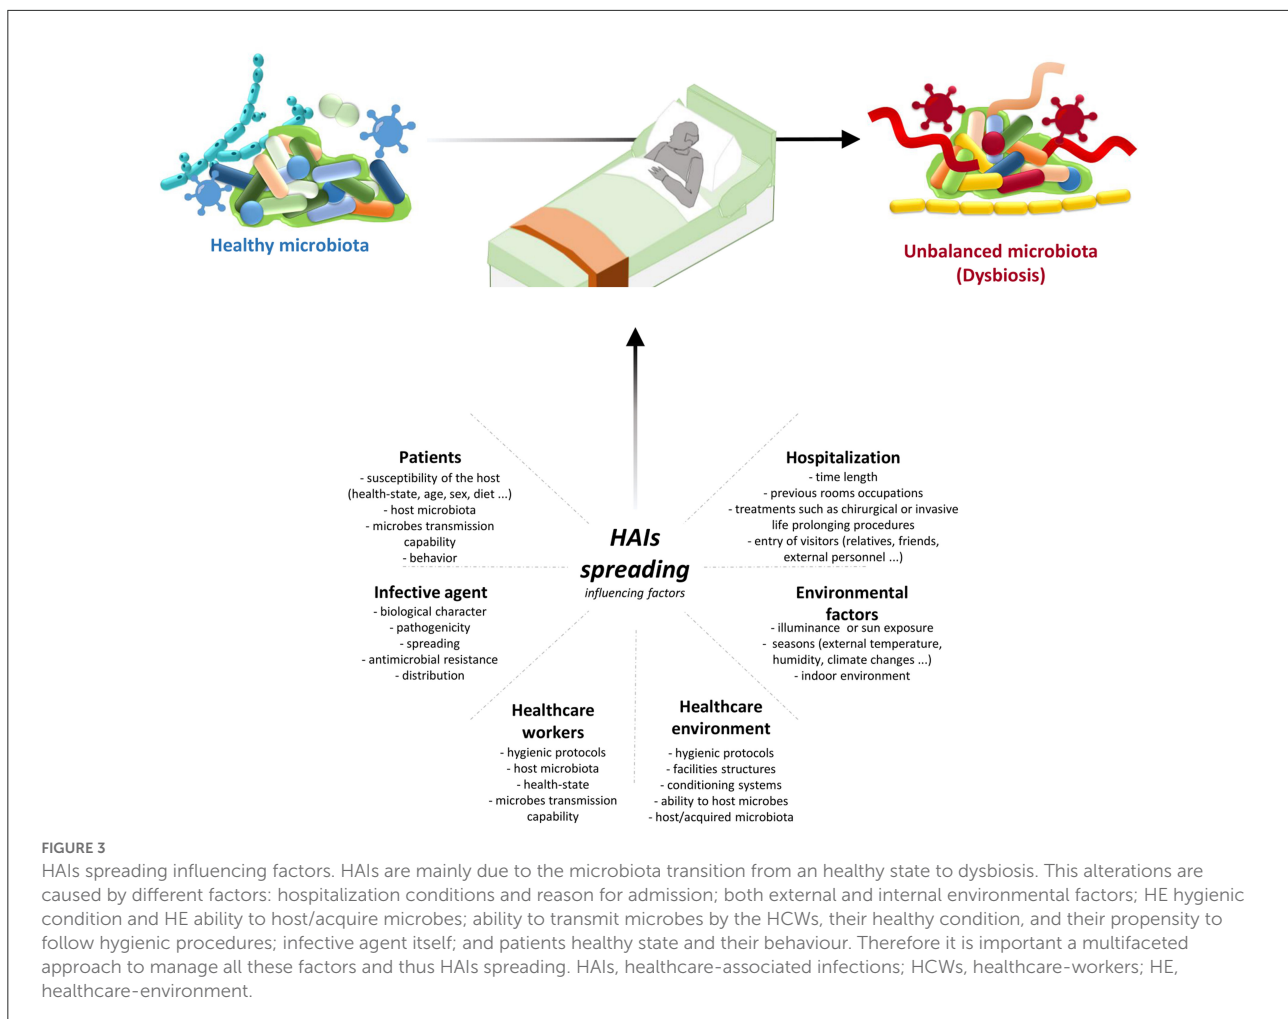 Healthy microbiota
Unbalanced microbiota
(Dysbiosis)
Patients
- susceptibility of the host
(health-state, age, sex, diet ...)
- host microbiota
- microbes transmission
capability
- behavior
Hospitalization
- time length
- previous rooms occupations
- treatments such as chirurgical or invasive
life prolonging procedures
- entry of visitors (relatives, friends,
external personnel ...)
HAIs
spreading
influencing factors
Infective agent
- biological character
- pathogenicity
- spreading
- antimicrobial resistance
- distribution
Environmental
factors
- illuminance or sun exposure
- seasons (external temperature,
humidity, climate changes ...)
- indoor environment
Healthcare
workers
- hygienic protocols
- host microbiota
- health-state
- microbes transmission
capability
Healthcare
environment
- hygienic protocols
- facilities structures
- conditioning systems
- ability to host microbes
- host/acquired microbiota
FIGURE 3
HAIs spreading influencing factors. HAIs are mainly due to the microbiota transition from an healthy state to dysbiosis. This alterations are
caused by different factors: hospitalization conditions and reason for admission; both external and internal environmental factors; HE hygienic
condition and HE ability to host/acquire microbes; ability to transmit microbes by the HCWs, their healthy condition, and their propensity to
follow hygienic procedures; infective agent itself; and patients healthy state and their behaviour. Therefore it is important a multifaceted
approach to manage all these factors and thus HAIs spreading. HAIs, healthcare-associated infections; HCWs, healthcare-workers; HE,
healthcare-environment.